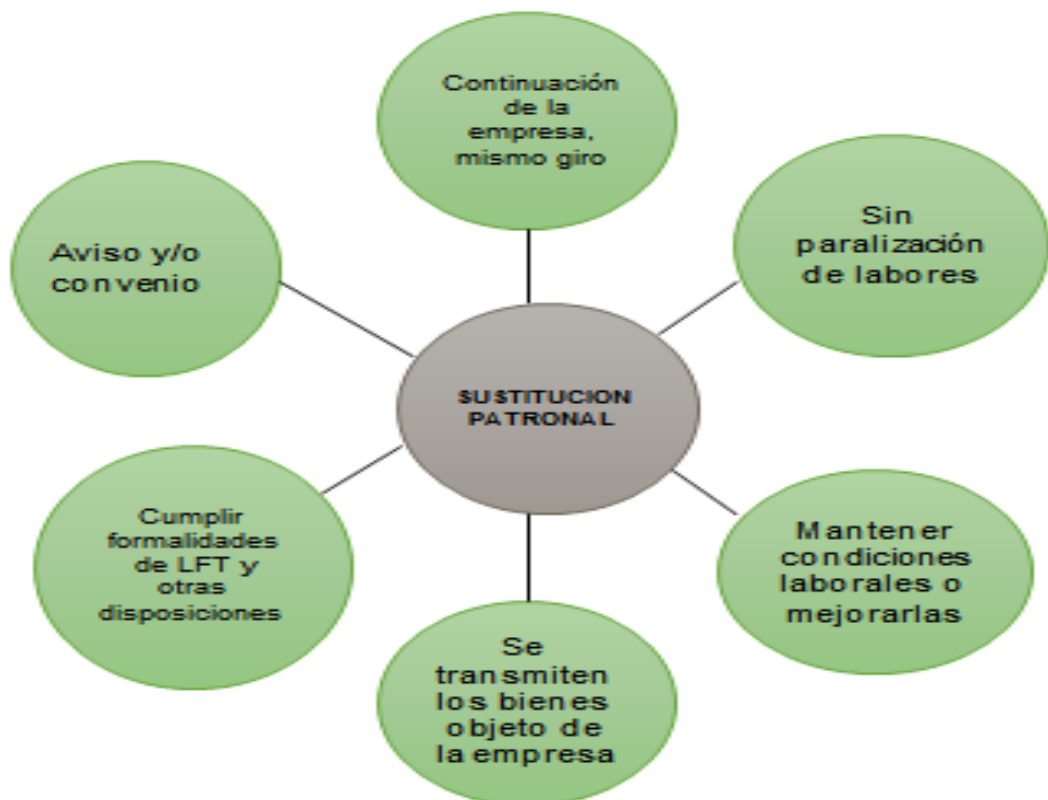 Continuación
de la
empresa,
mismo giro
Sin
paralización
de labores
Aviso y/o
convenio
SUSTITUCION
PATRONAL
Cumplir
formalidades
de LFT y
otras
disposiciones
Mantener
condiciones
laborales o
mejorarlas
Se
transmiten
los bienes
objeto de
la empresa